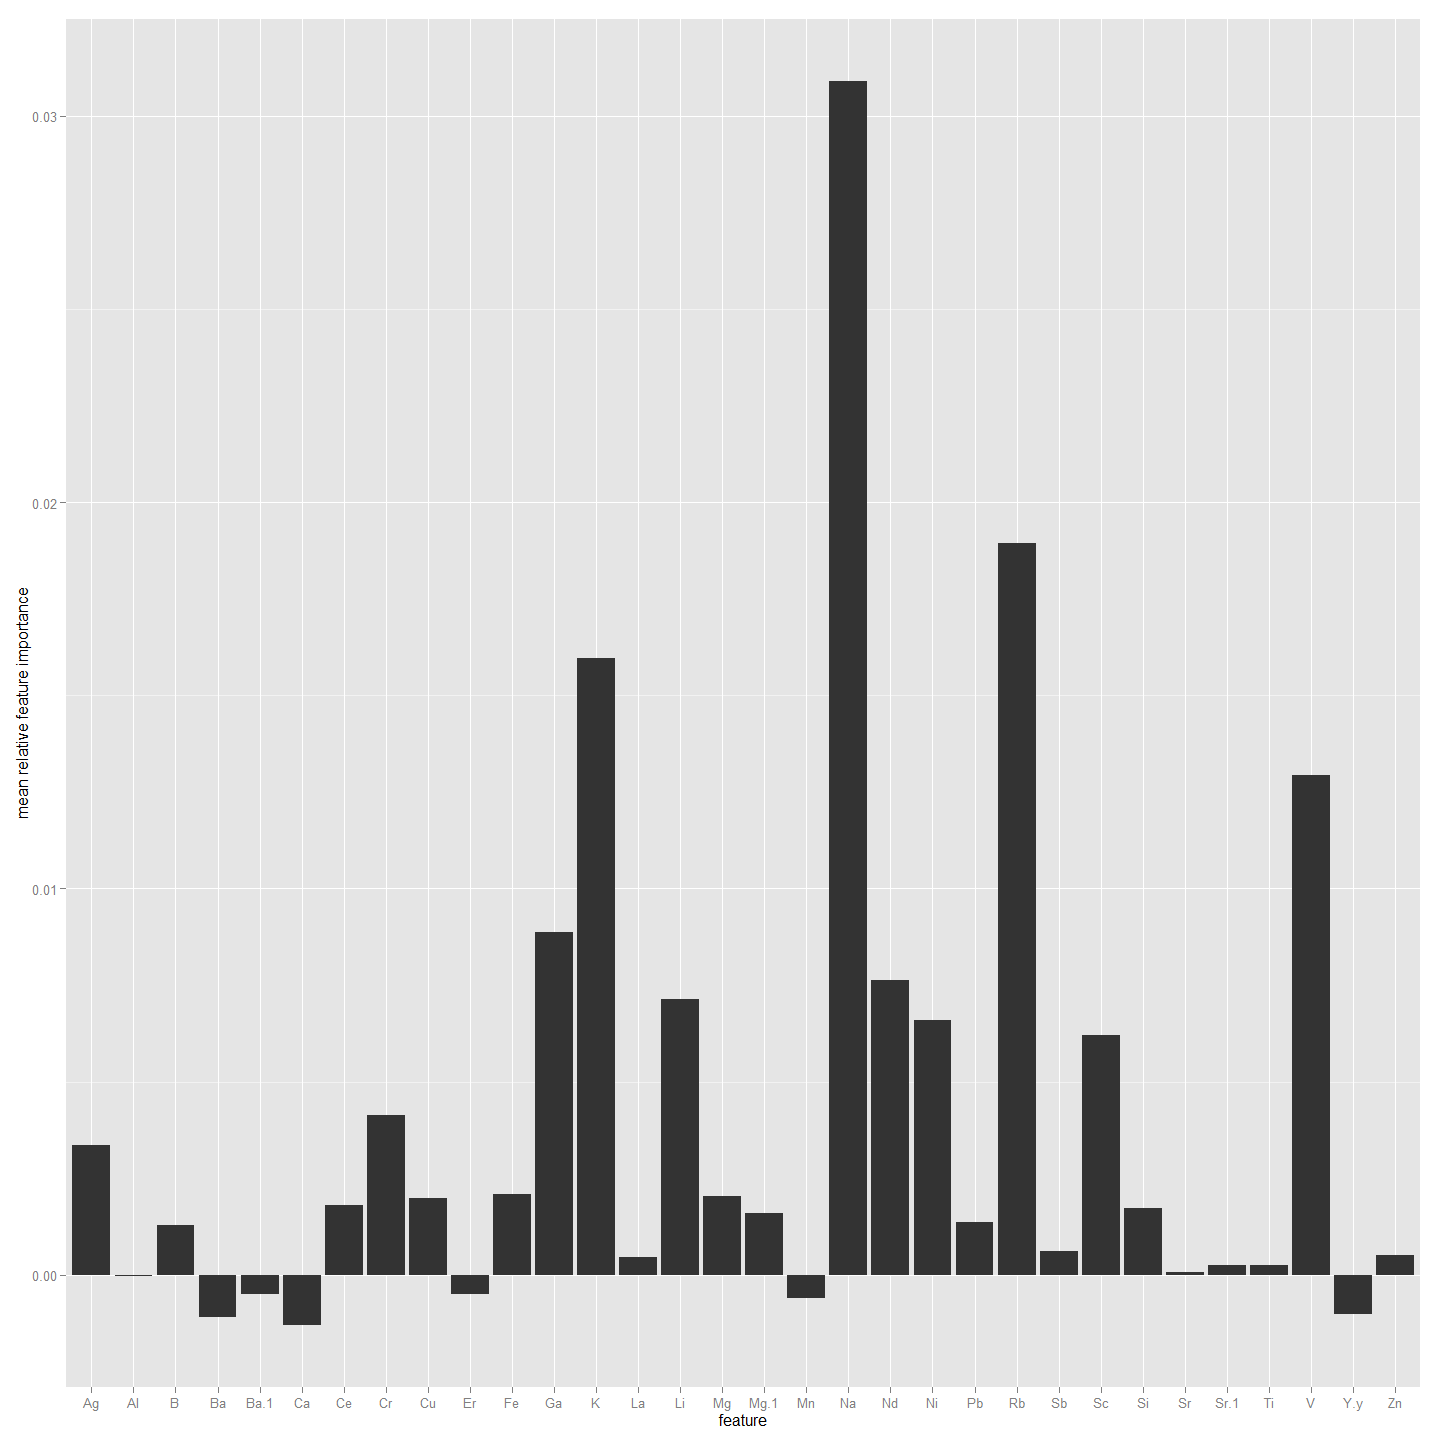 mean relative feature importance
0.03
0.02
0.01
0.00
Ag Al B Ba Ba.1 Ca Ce Cr Cu Er Fe Ga K La Li Mg Mg.1 Mn Na Nd Ni Pb Rb Sb Sc Si Sr Sr.1 Ti V Y.y Zn
feature